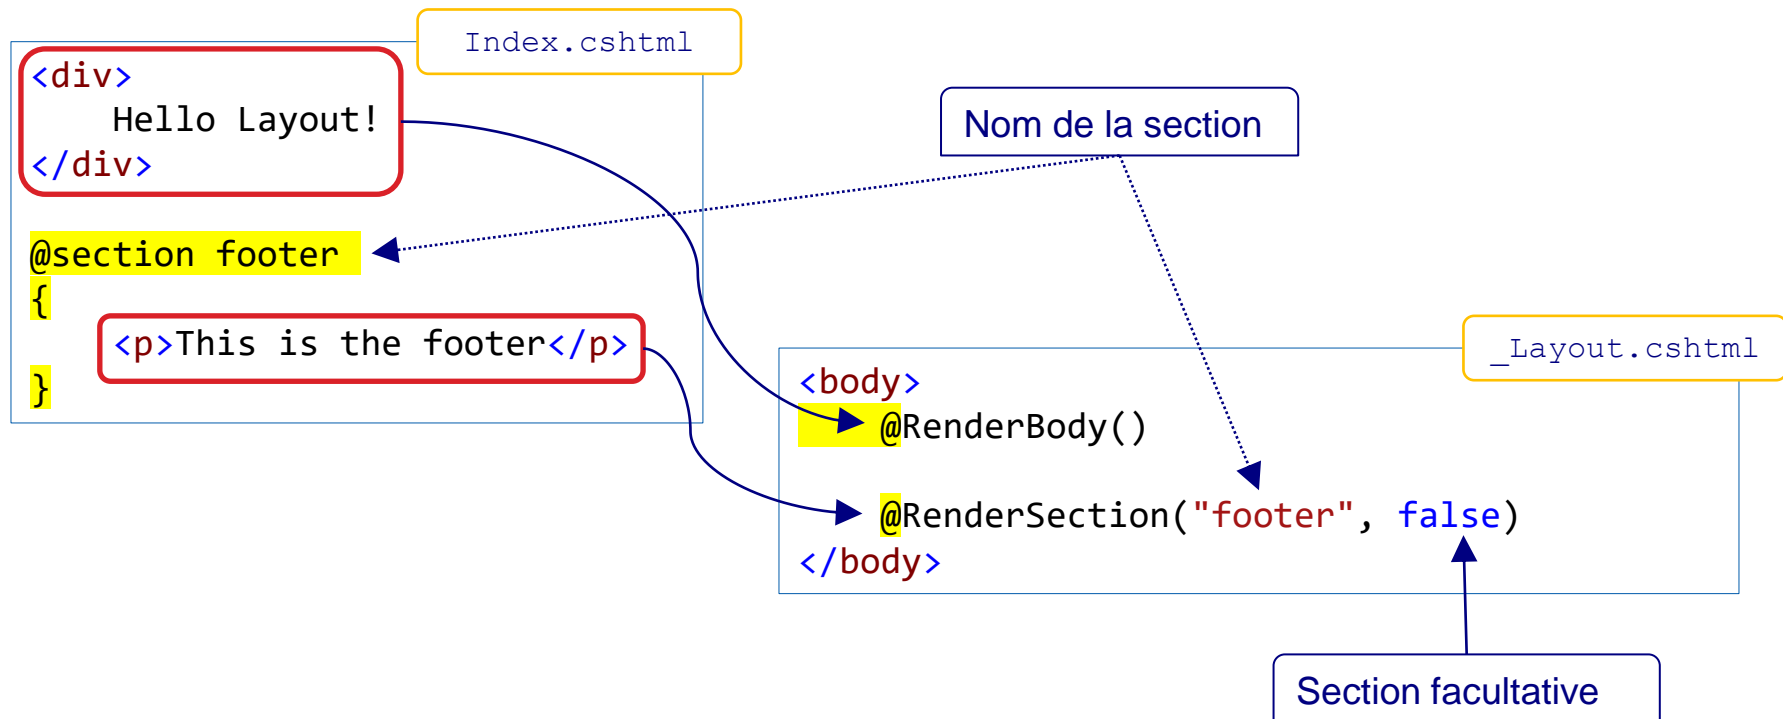 Index.cshtml
<div>
    Hello Layout!
</div>
@section footer
{
    <p>This is the footer</p>
}
Nom de la section
_Layout.cshtml
<body>
    @RenderBody()
    @RenderSection("footer", false)
</body>
Section facultative